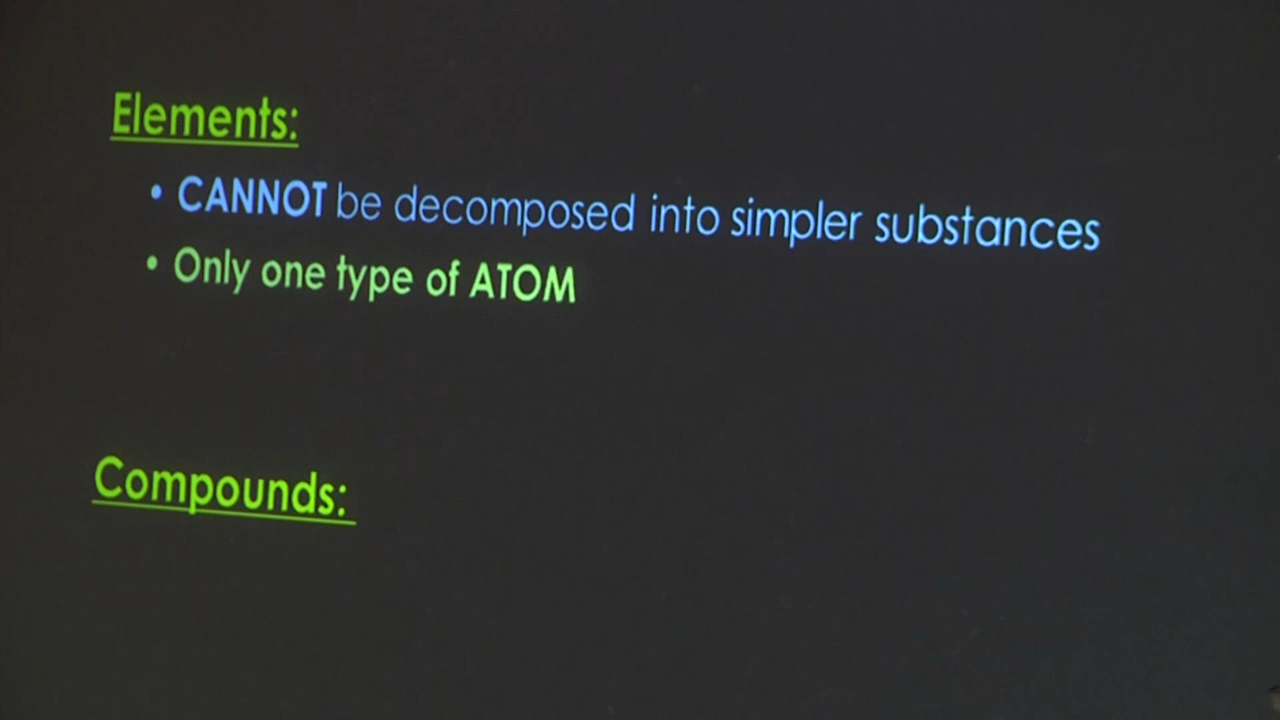 Elements:
• CANNOT be decomposed into simpler substances
• Only one type of ATOM
Compounds: